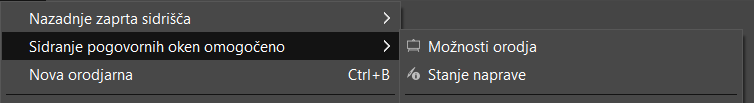 Nazadnje zaprta sidrišča
Sidranje pogovornih oken omogočeno
Nova orodjarna Ctrl+B
Možnosti orodja
Stanje naprave